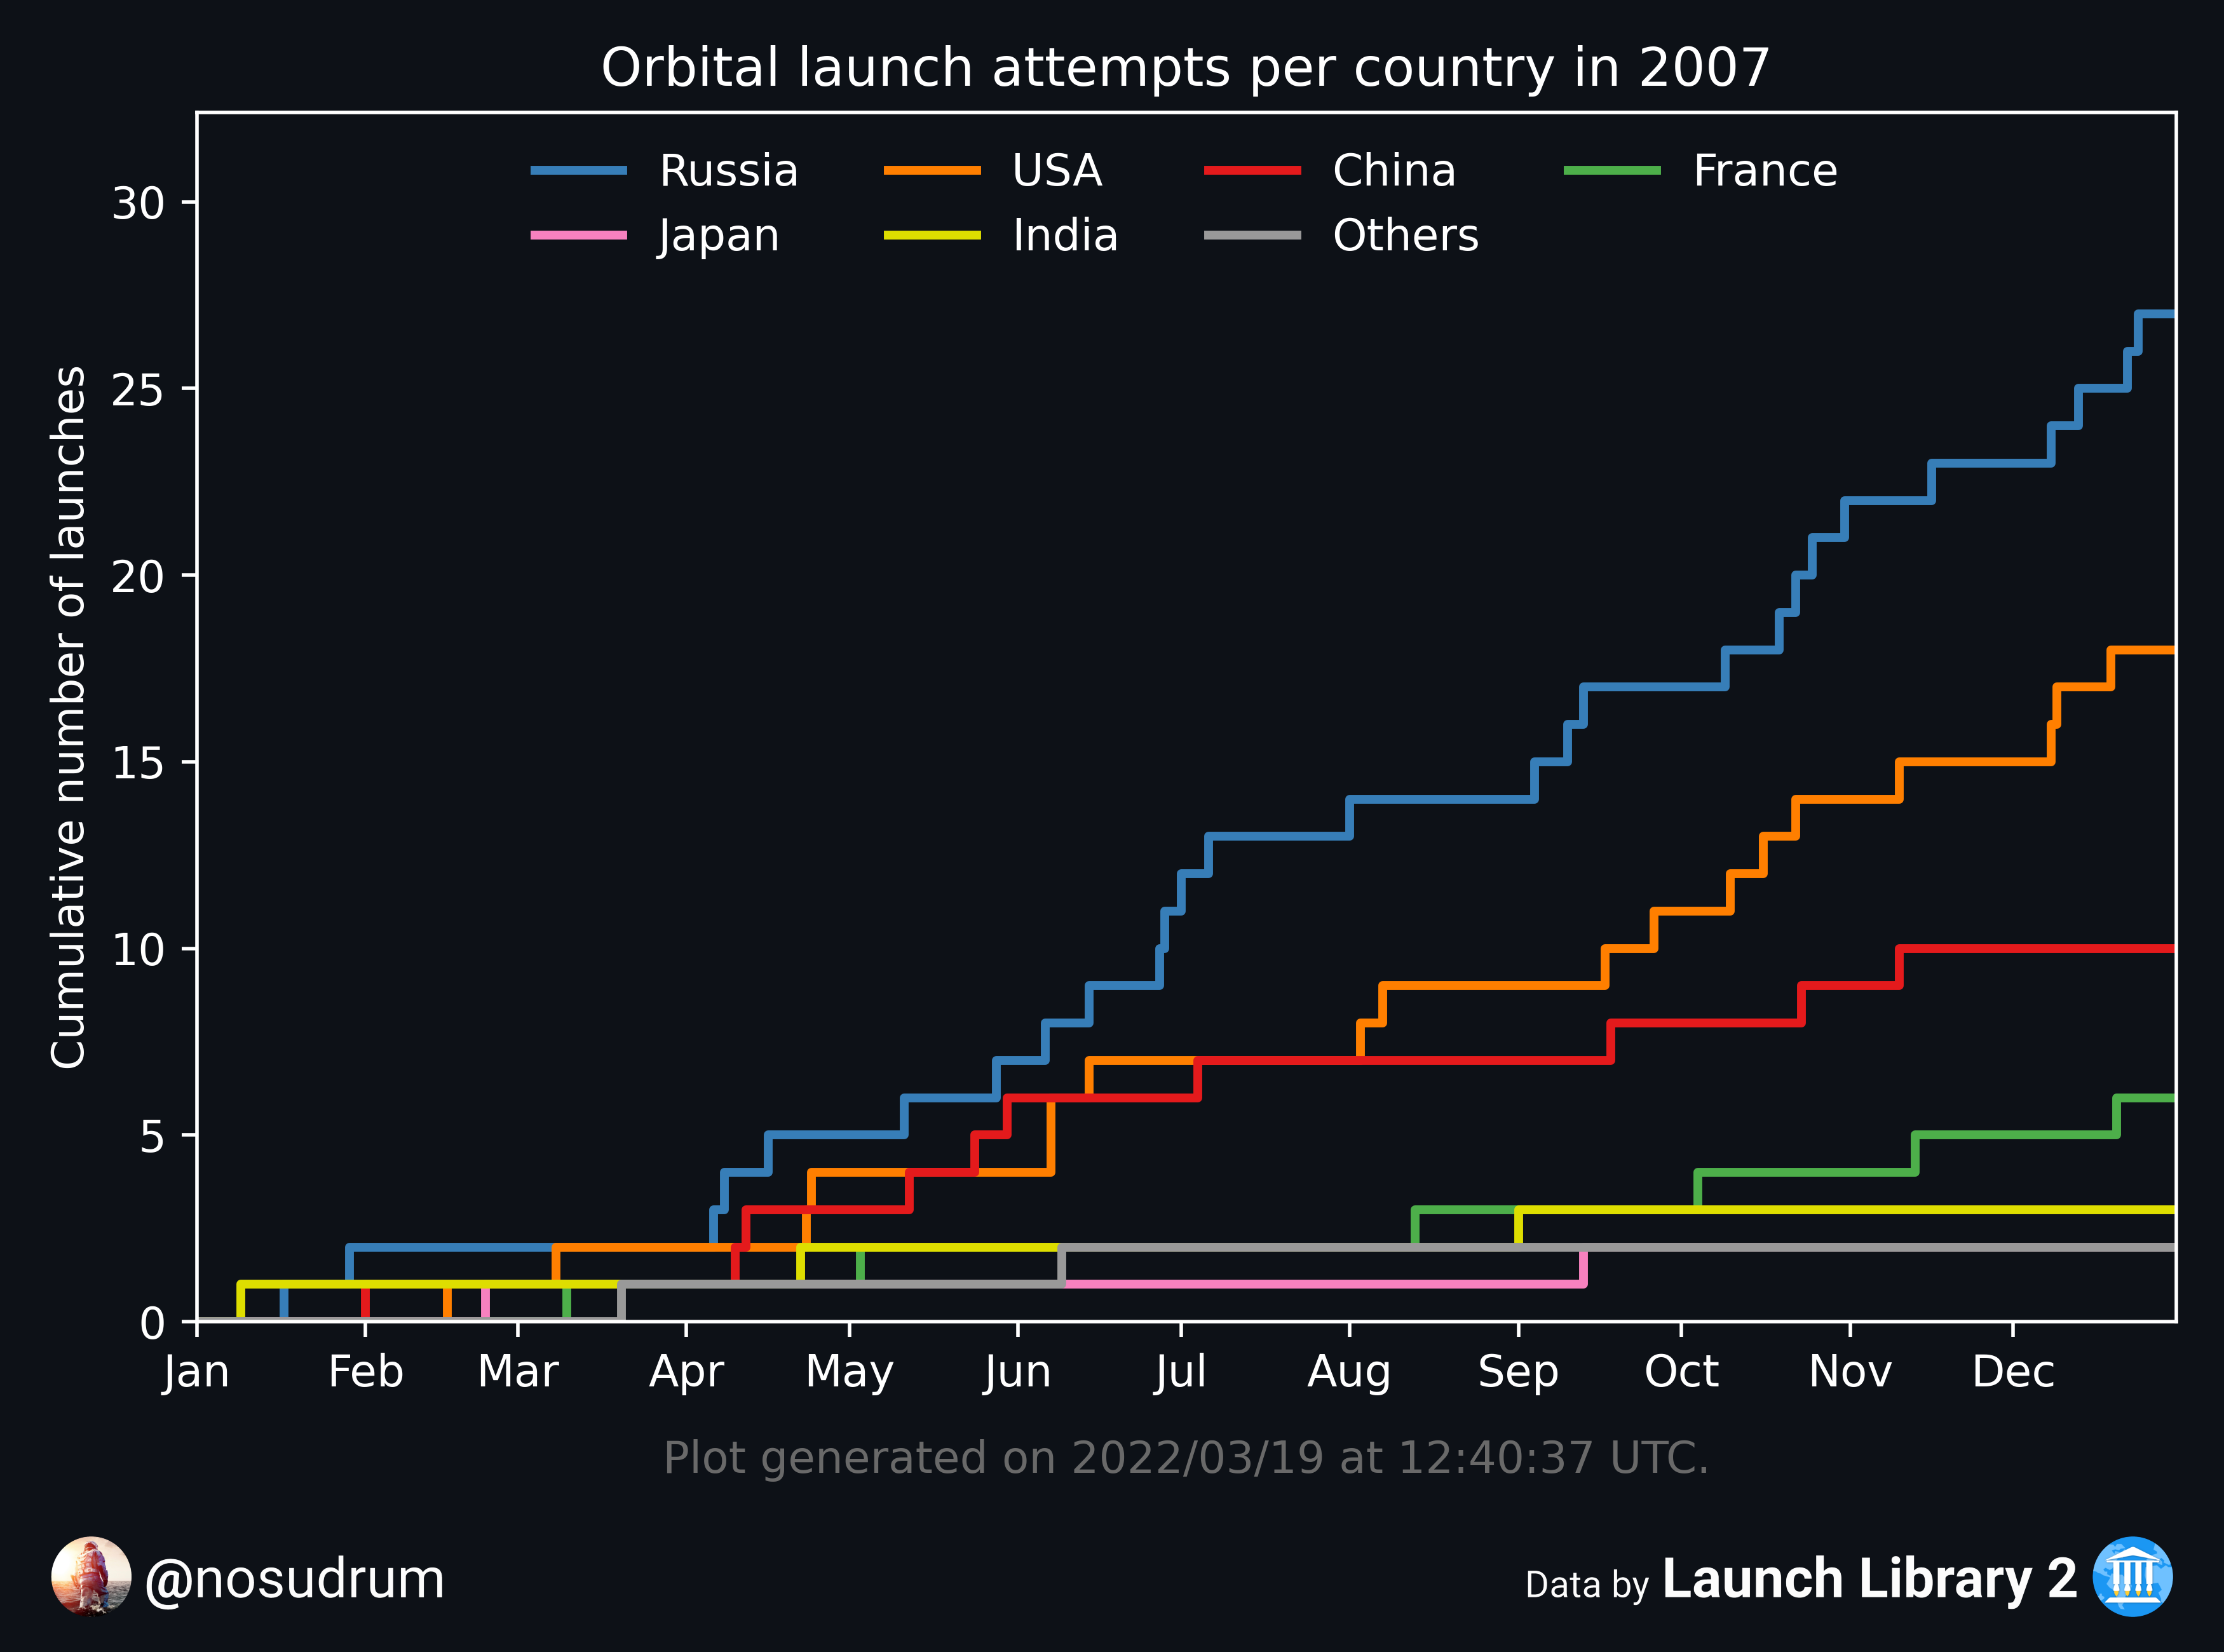 Orbital launch attempts per country in 2007
Russia USA China France
Japan India Others
Cumulative number of launches
30
25
20
15
10
5
0
Jan Feb Mar Apr May Jun Jul Aug Sep Oct Nov Dec
Plot generated on 2022/03/19 at 12:40:37 UTC.
@nosudrum
Data by Launch Library 2